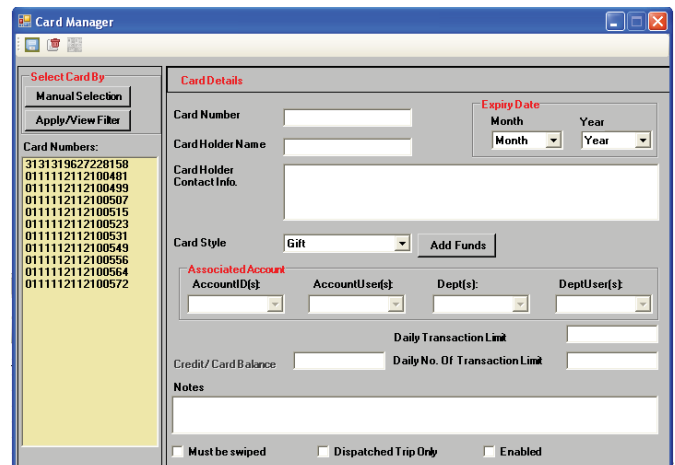 Card Manager
Select Card By
Manual Selection
Apply/View Filter
Card Numbers:
3131319627228158
0111112112100481
0111112112100499
0111112112100507
0111112112100515
0111112112100523
0111112112100531
0111112112100549
0111112112100556
0111112112100564
0111112112100572
Card Details
Card Number
Expiry Date
Month Year
Month Year
Card Holder Name
Card Holder
Contact Info.
Card Style Gift Add Funds
Associated Account
AccountID(s): AccountUser(s): Dept(s): DeptUser(s):
Daily Transaction Limit
Credit/ Card Balance Daily No. Of Transaction Limit
Notes
Must be swiped Dispatched Trip Only Enabled